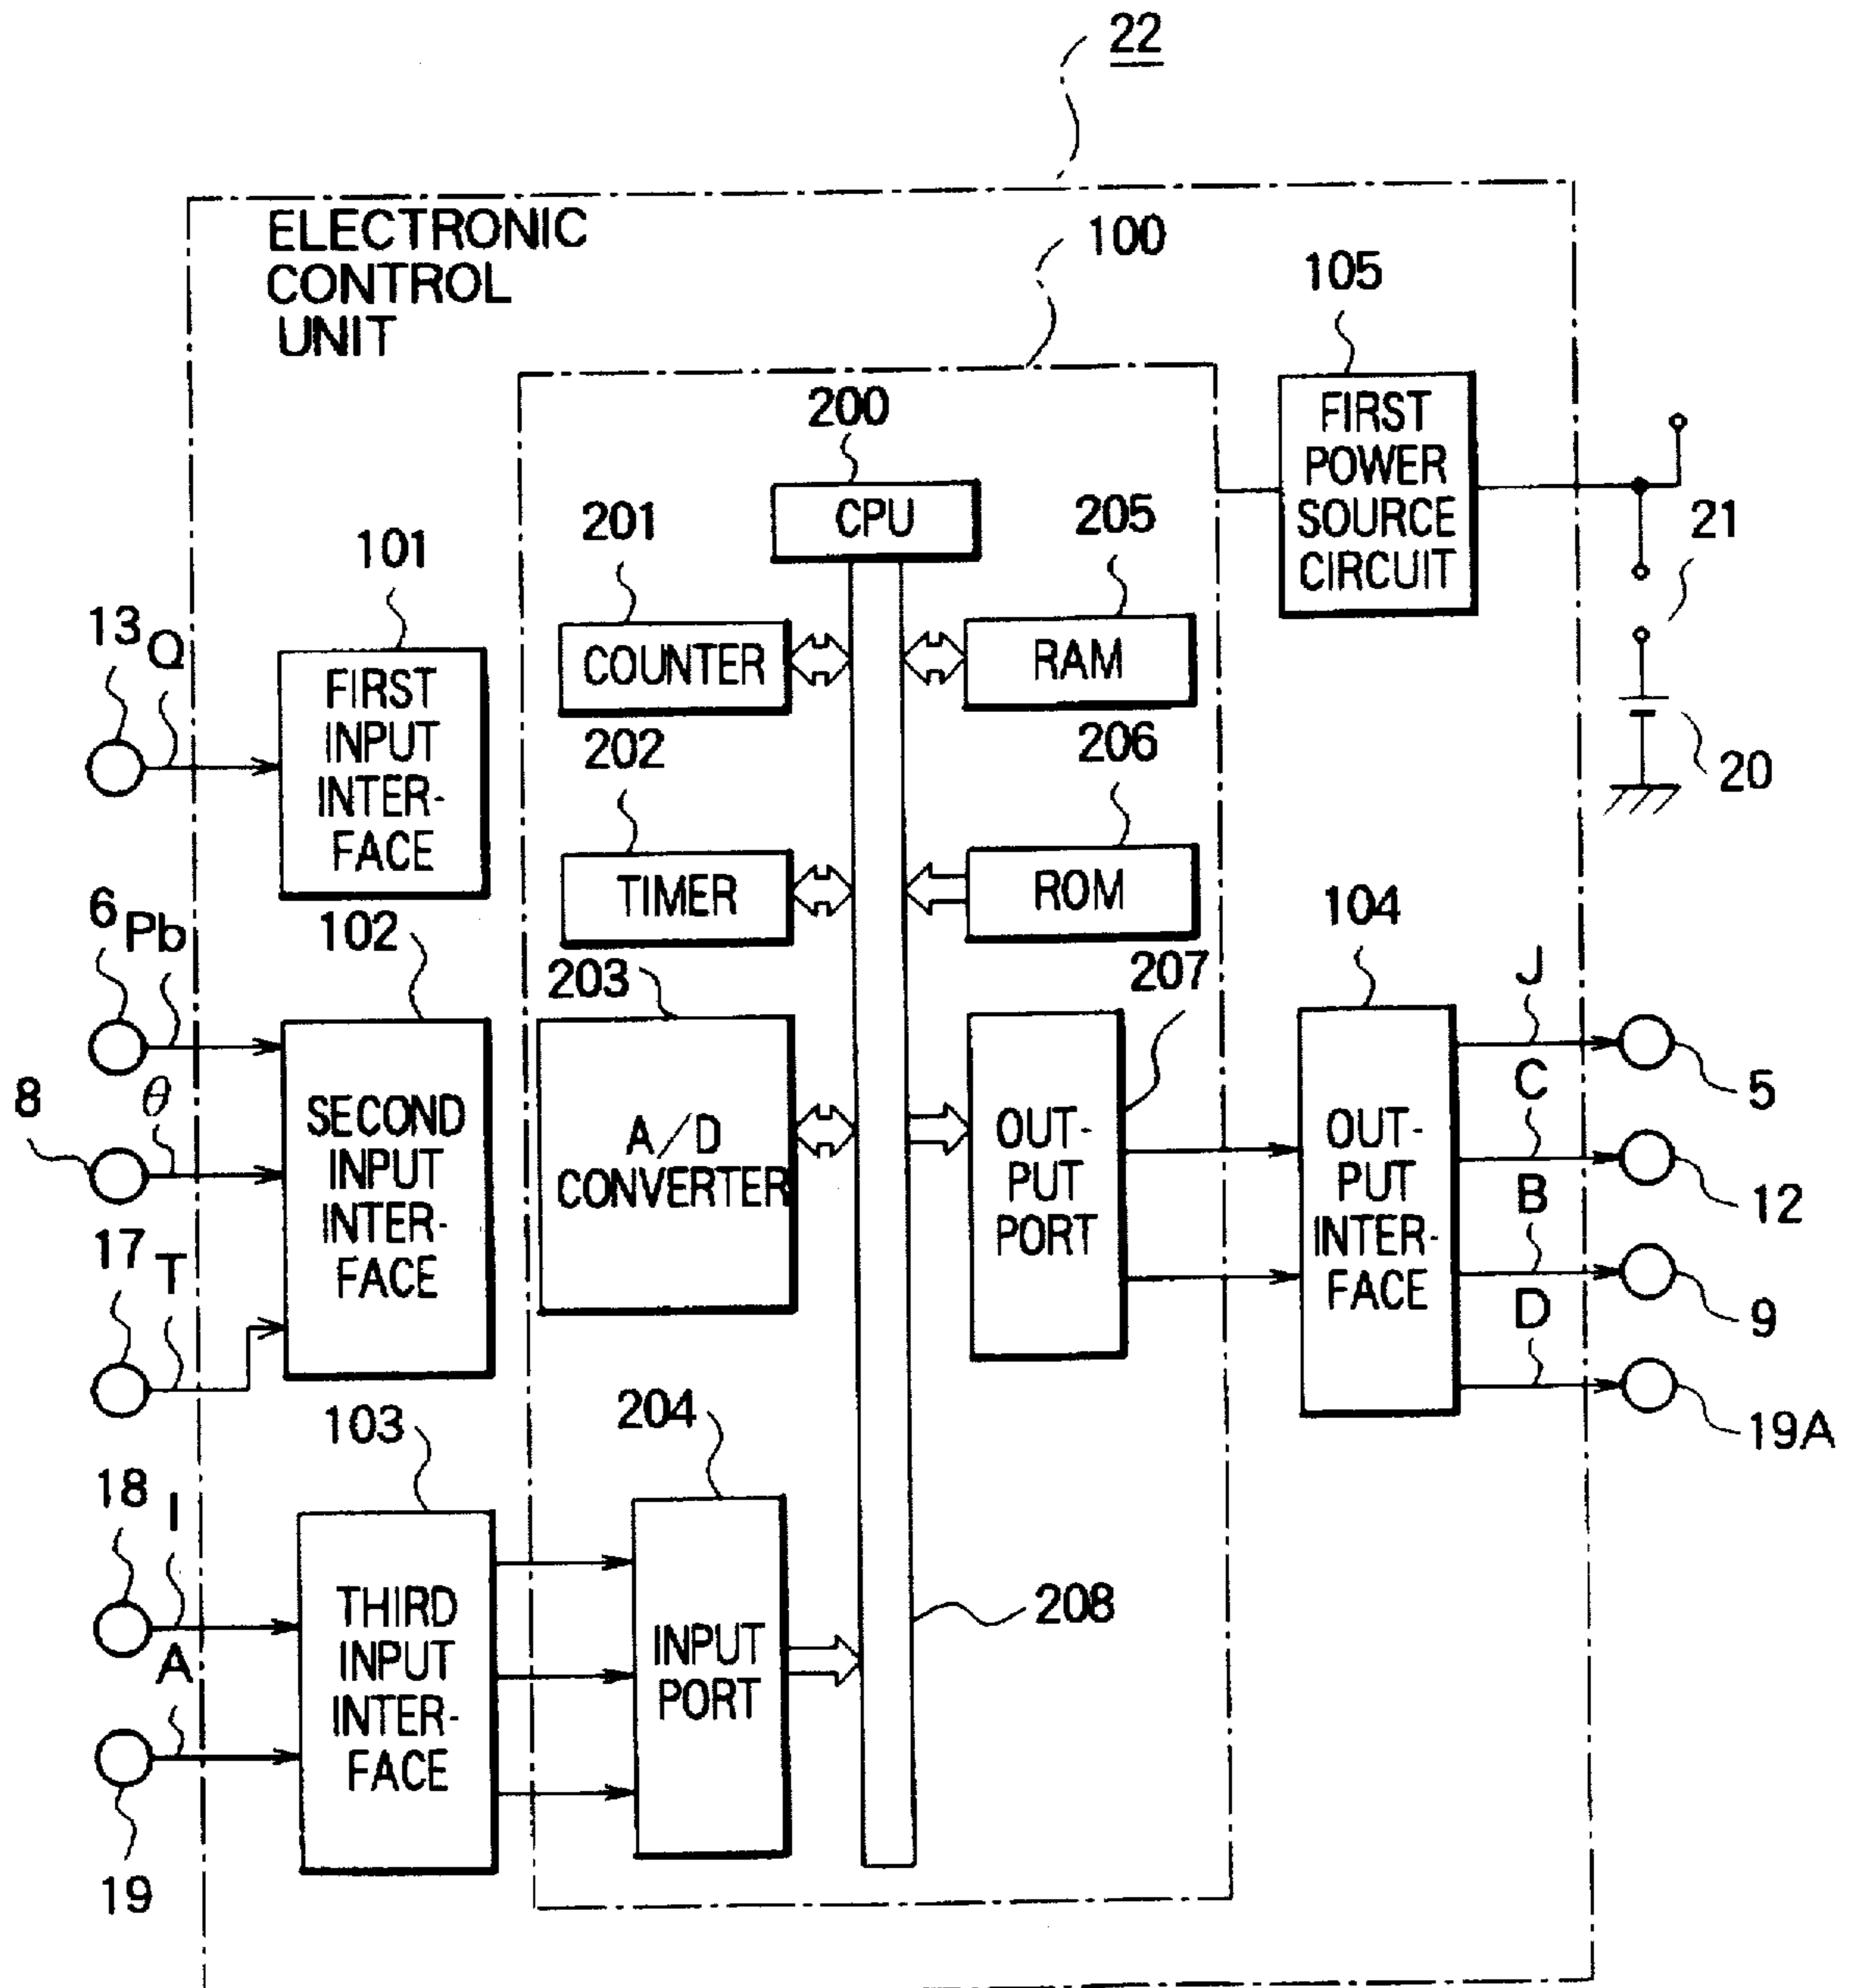 22
ELECTRONIC
CONTROL
UNIT
100
105
FIRST
POWER
SOURCE
CIRCUIT
21
20
200
CPU
201
COUNTER
205
RAM
101
13
Q
FIRST
INPUT
INTER-
FACE
202
TIMER
206
ROM
6
Pb
102
8
θ
SECOND
INPUT
INTER-
FACE
17
T
203
A/D
CONVERTER
207
OUT-
PUT
PORT
104
OUT-
PUT
INTER-
FACE
J
5
C
12
B
9
D
19A
103
18
I
A
19
THIRD
INPUT
INTER-
FACE
204
INPUT
PORT
208